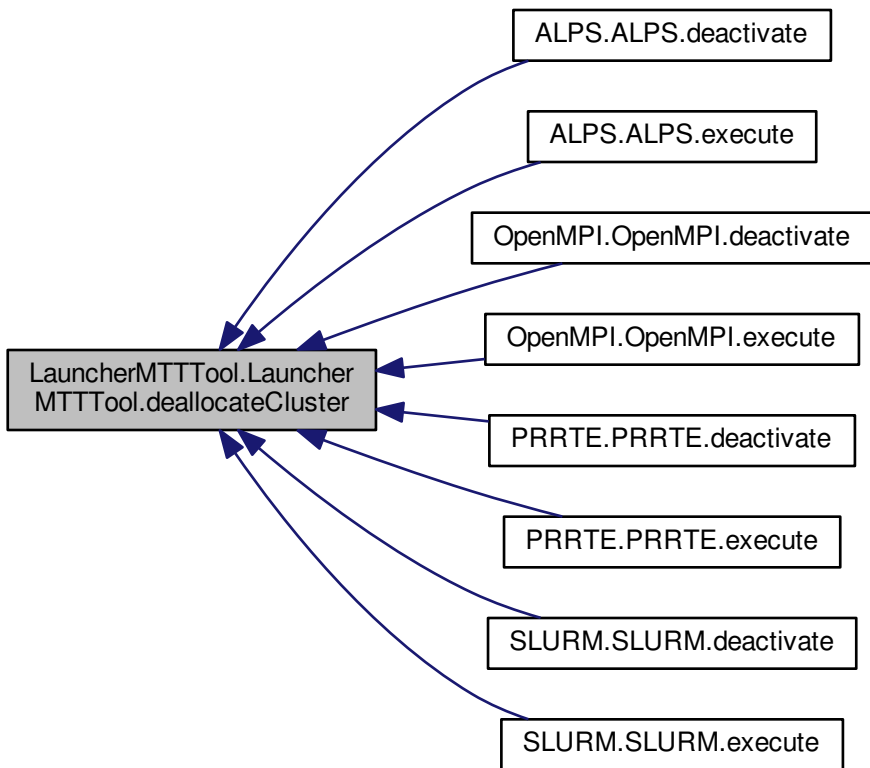 ALPS.ALPS.deactivate
ALPS.ALPS.execute
OpenMPI.OpenMPI.deactivate
OpenMPI.OpenMPI.execute
LauncherMTTTool.Launcher
MTTTool.deallocateCluster
PRRTE.PRRTE.deactivate
PRRTE.PRRTE.execute
SLURM.SLURM.deactivate
SLURM.SLURM.execute